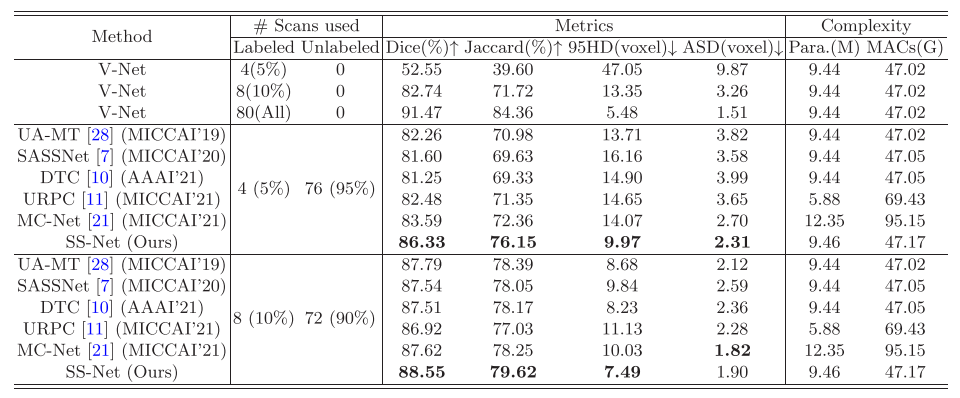 Method # Scans used Metrics Complexity
Labeled Unlabeled Dice(%)↑ Jaccard(%)↑ 95HD(voxel)↓ ASD(voxel)↓ Para.(M) MACs(G)
V-Net 4(5%) 0 52.55 39.60 47.05 9.87 9.44 47.02
V-Net 8(10%) 0 82.74 71.72 13.35 3.26 9.44 47.02
V-Net 80(All) 0 91.47 84.36 5.48 1.51 9.44 47.02
UA-MT [28] (MICCAI'19) 82.26 70.98 13.71 3.82 9.44 47.02
SASSNet [7] (MICCAI'20) 81.60 69.63 16.16 3.58 9.44 47.05
DTC [10] (AAAI'21) 81.25 69.33 14.90 3.99 9.44 47.05
4 (5%) 76 (95%)
URPC [11] (MICCAI'21) 82.48 71.35 14.65 3.65 5.88 69.43
MC-Net [21] (MICCAI'21) 83.59 72.36 14.07 2.70 12.35 95.15
SS-Net (Ours) 86.33 76.15 9.97 2.31 9.46 47.17
UA-MT [28] (MICCAI'19) 87.79 78.39 8.68 2.12 9.44 47.02
SASSNet [7] (MICCAI'20) 87.54 78.05 9.84 2.59 9.44 47.05
DTC [10] (AAAI'21) 87.51 78.17 8.23 2.36 9.44 47.05
8 (10%) 72 (90%)
URPC [11] (MICCAI'21) 86.92 77.03 11.13 2.28 5.88 69.43
MC-Net [21] (MICCAI'21) 87.62 78.25 10.03 1.82 12.35 95.15
SS-Net (Ours) 88.55 79.62 7.49 1.90 9.46 47.17